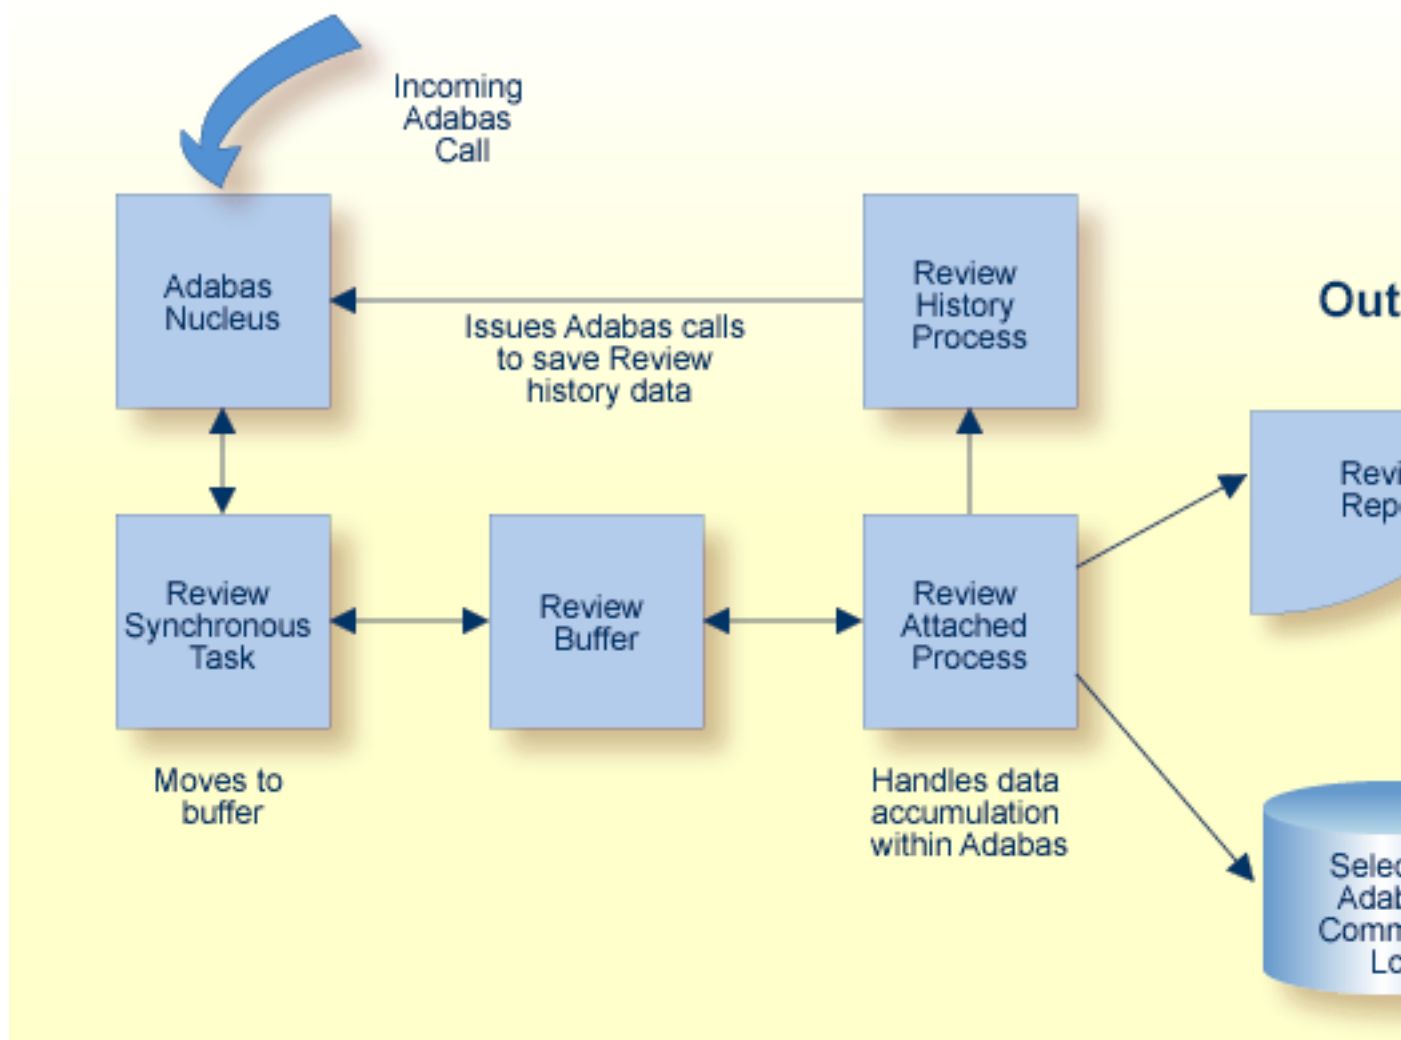 Incoming
Adabas
Call
Adabas
Nucleus
Issues Adabas calls
to save Review
history data
Review
History
Process
Out
Review
Synchronous
Task
Review
Buffer
Review
Attached
Process
Moves to
buffer
Handles data
accumulation
within Adabas